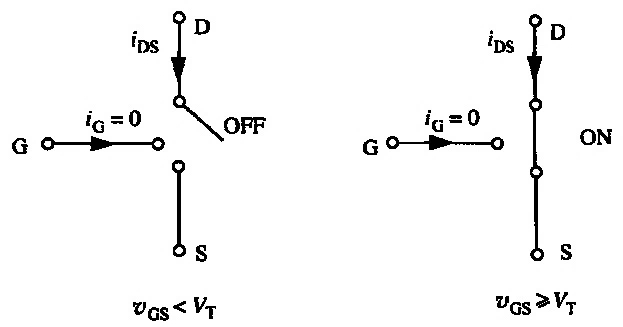 D
i_DS
i_G = 0
OFF
G
S
v_GS < V_T
D
i_DS
i_G = 0
ON
G
S
v_GS ⩾ V_T